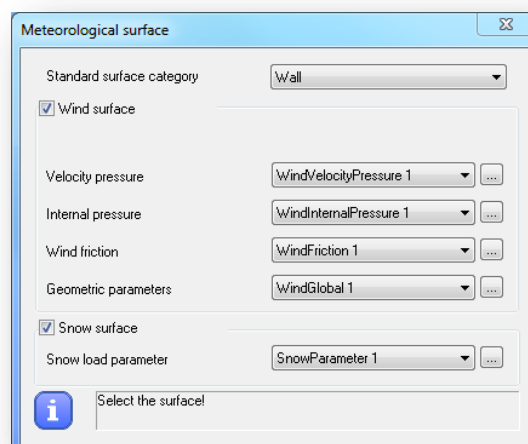 Meteorological surface
Standard surface category Wall
Wind surface
Velocity pressure WindVelocityPressure 1 ...
Internal pressure WindInternalPressure 1 ...
Wind friction WindFriction 1 ...
Geometric parameters WindGlobal 1 ...
Snow surface
Snow load parameter SnowParameter 1 ...
Select the surface!